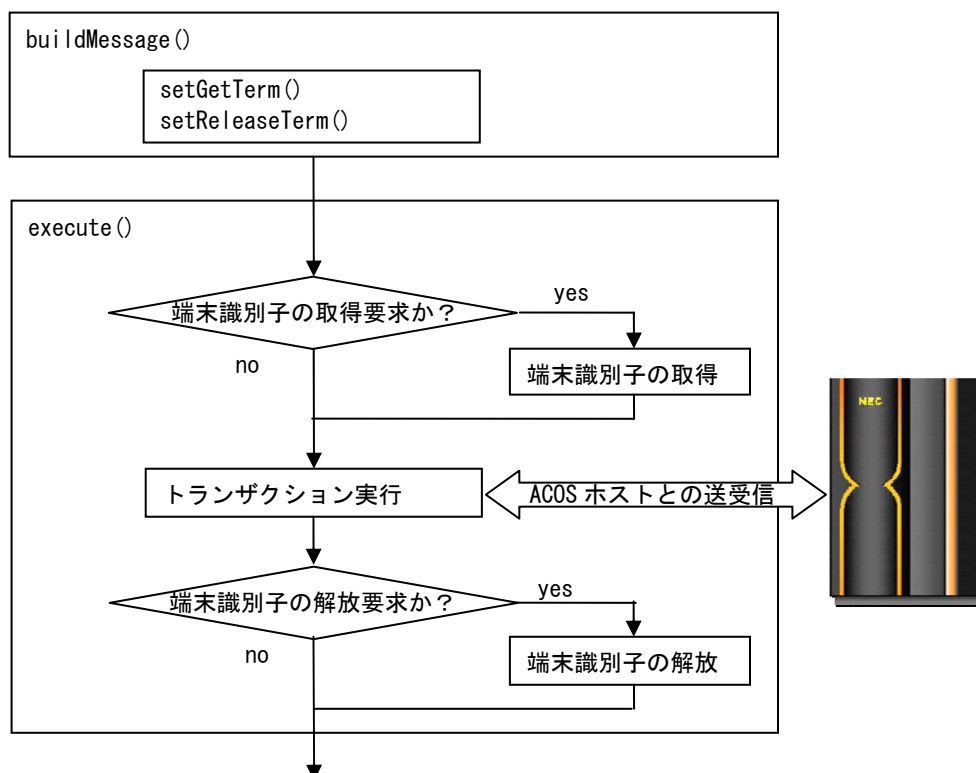 buildMessage()
setGetTerm()
setReleaseTerm()
execute()
端末識別子の取得要求か？
yes
no
端末識別子の取得
NEC
トランザクション実行
ACOS ホストとの送受信
端末識別子の解放要求か？
yes
no
端末識別子の解放